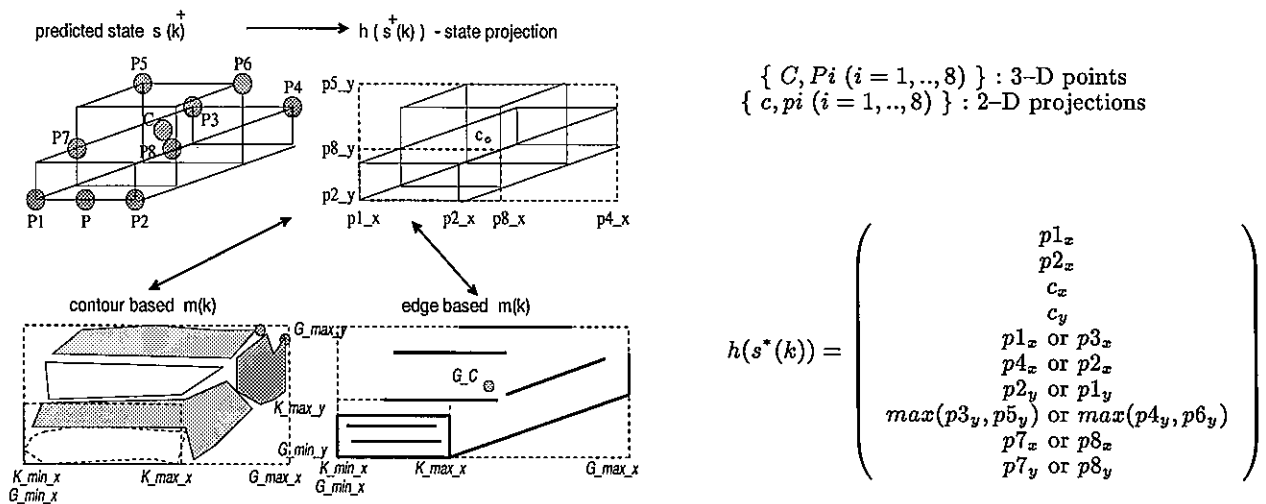 predicted state s(k)+
h ( s+(k) ) - state projection
P5
P6
P4
P3
C
P7
P8
P1
P
P2
p5_y
p8_y
p2_y
c
p1_x
p2_x
p8_x
p4_x
contour based m(k)
edge based m(k)
G_max_y
K_max_y
G_min_y
G_C
K_min_x
G_min_x
K_max_x
G_max_x
K_min_x
G_min_x
K_max_x
G_max_x
{ C, Pi (i = 1,..,8) } : 3–D points
{ c, pi (i = 1,..,8) } : 2–D projections
h(s*(k)) =
p1x
p2x
cx
cy
p1x or p3x
p4x or p2x
p2y or p1y
max(p3y, p5y) or max(p4y, p6y)
p7x or p8x
p7y or p8y